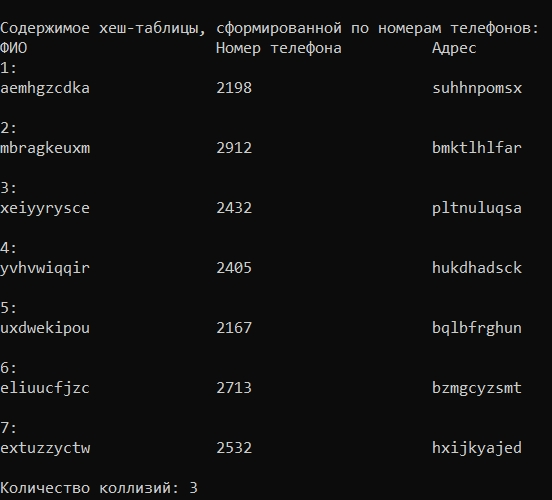 Содержимое хеш-таблицы, сформированной по номерам телефонов:
ФИО Номер телефона Адрес
1:
aemhgzcdka 2198 suhhnpomsx
2:
mbragkeuxm 2912 bmktlhlfar
3:
xeiyyrysce 2432 pltnuluqsa
4:
yvhvwiqqir 2405 hukdhadsck
5:
uxdwekipou 2167 bqlbfrghun
6:
eliuucfjzc 2713 bzmgcyzsmt
7:
extuzzyctw 2532 hxijkyajed
Количество коллизий: 3